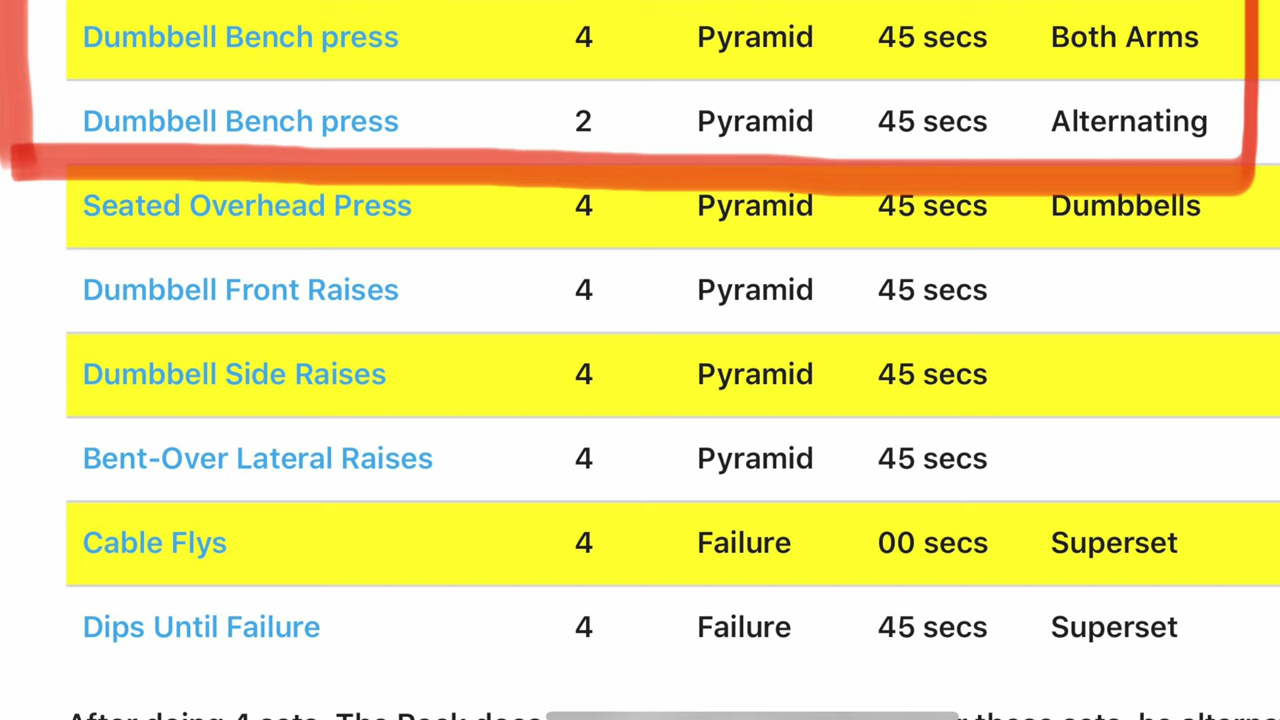 Dumbbell Bench press 4 Pyramid 45 secs Both Arms
Dumbbell Bench press 2 Pyramid 45 secs Alternating
Seated Overhead Press 4 Pyramid 45 secs Dumbbells
Dumbbell Front Raises 4 Pyramid 45 secs
Dumbbell Side Raises 4 Pyramid 45 secs
Bent-Over Lateral Raises 4 Pyramid 45 secs
Cable Flys 4 Failure 00 secs Superset
Dips Until Failure 4 Failure 45 secs Superset
After doing 4 sets, The Rock does these sets, he